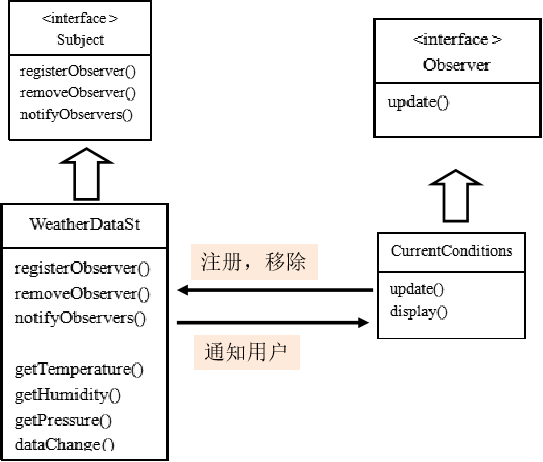 <interface >
Subject
registerObserver()
removeObserver()
notifyObservers()
<interface >
Observer
update()
WeatherDataSt
registerObserver()
removeObserver()
notifyObservers()
getTemperature()
getHumidity()
getPressure()
dataChange()
注册，移除
通知用户
CurrentConditions
update()
display()